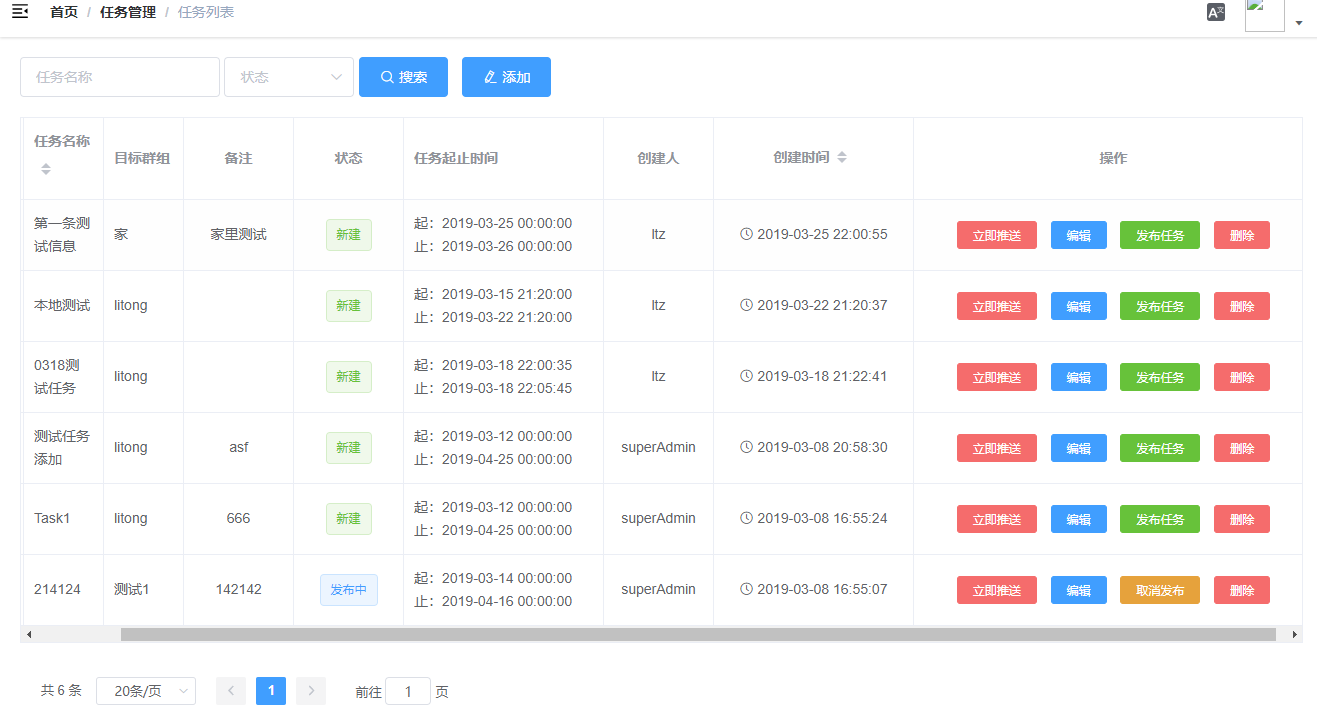 首页 / 任务管理 / 任务列表
任务名称 状态 搜索 添加
任务名称 目标群组 备注 状态 任务起止时间 创建人 创建时间 操作
第一条测
试信息
家 家里测试 新建
起：2019-03-25 00:00:00
止：2019-03-26 00:00:00
ltz 2019-03-25 22:00:55 立即推送 编辑 发布任务 删除
本地测试 litong 新建
起：2019-03-15 21:20:00
止：2019-03-22 21:20:00
ltz 2019-03-22 21:20:37 立即推送 编辑 发布任务 删除
0318测
试任务
litong 新建
起：2019-03-18 22:00:35
止：2019-03-18 22:05:45
ltz 2019-03-18 21:22:41 立即推送 编辑 发布任务 删除
测试任务
添加
litong asf 新建
起：2019-03-12 00:00:00
止：2019-04-25 00:00:00
superAdmin 2019-03-08 20:58:30 立即推送 编辑 发布任务 删除
Task1 litong 666 新建
起：2019-03-12 00:00:00
止：2019-04-25 00:00:00
superAdmin 2019-03-08 16:55:24 立即推送 编辑 发布任务 删除
214124 测试1 142142 发布中
起：2019-03-14 00:00:00
止：2019-04-16 00:00:00
superAdmin 2019-03-08 16:55:07 立即推送 编辑 取消发布 删除
共 6 条 20条/页 1 前往 1 页